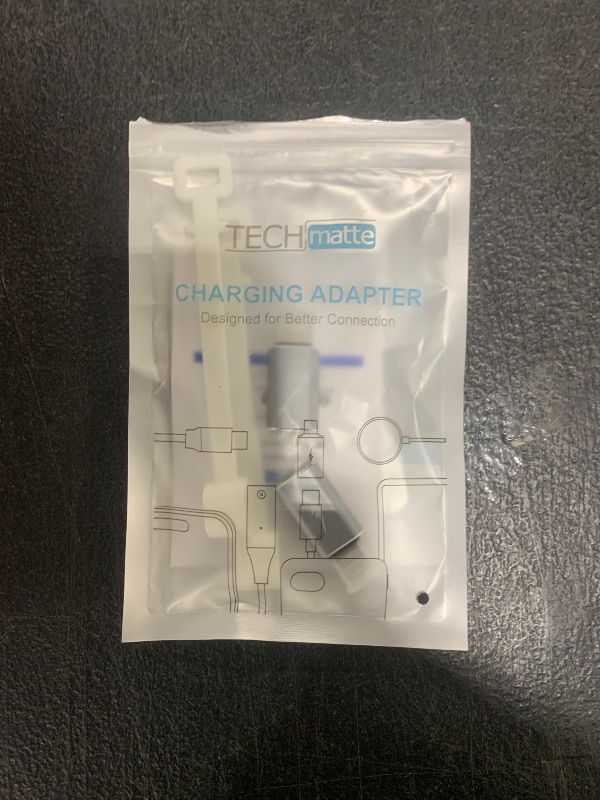 TECH matte
CHARGING ADAPTER
Designed for Better Connection